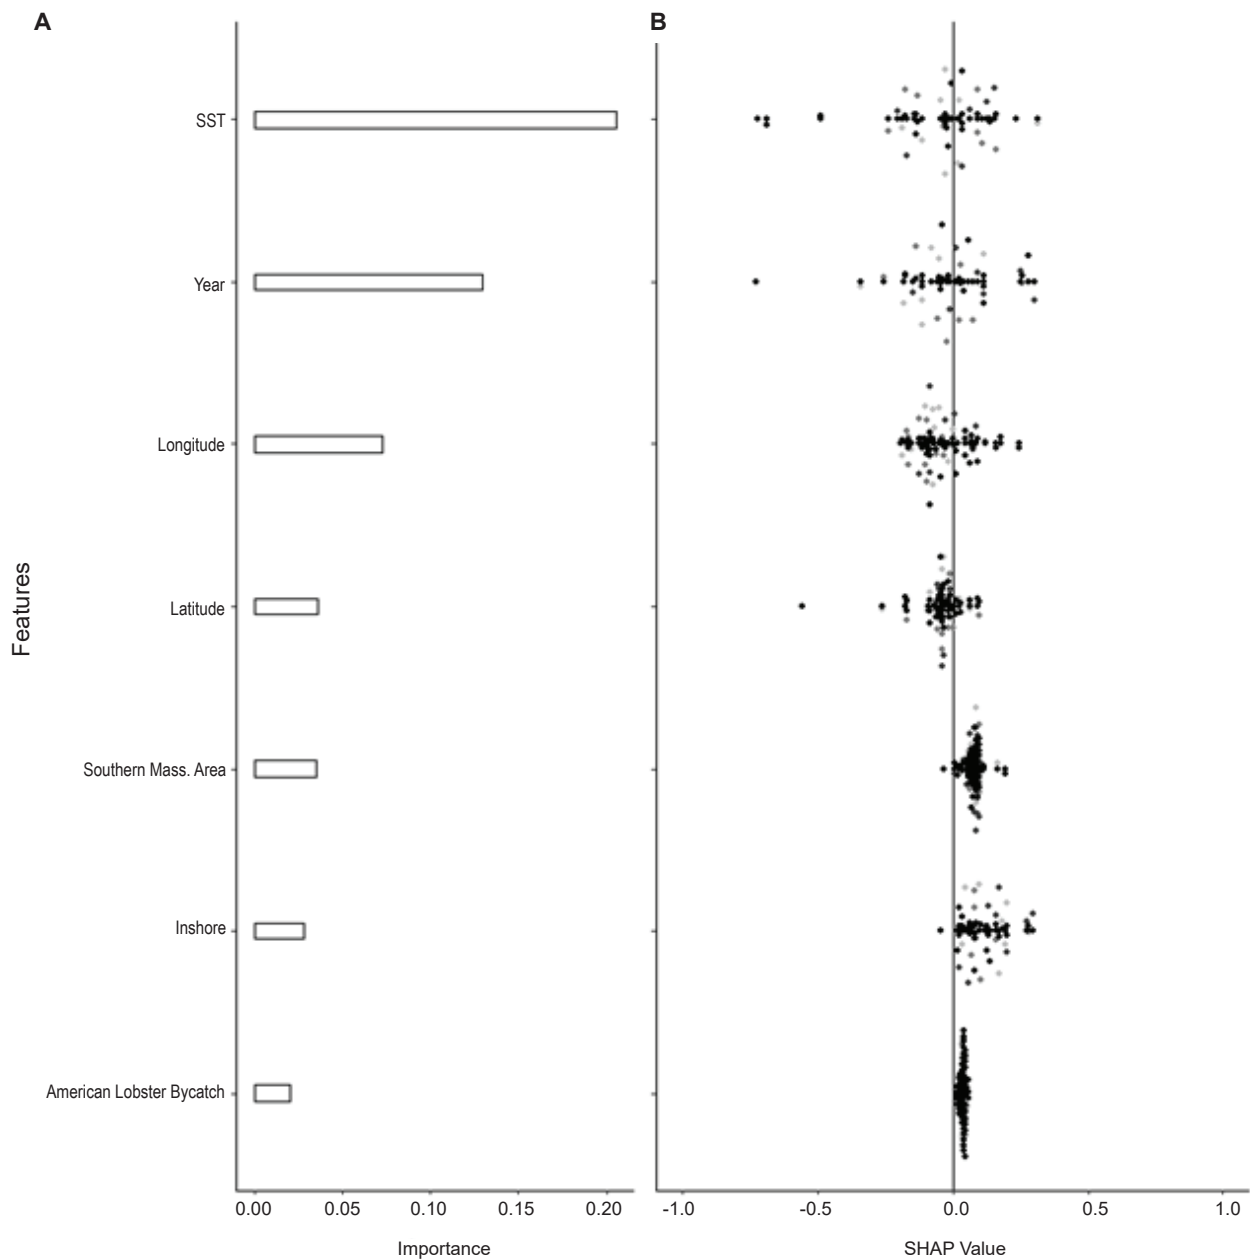 A
B
SST
Year
Longitude
Latitude
Southern Mass. Area
Inshore
American Lobster Bycatch
Features
0.00 0.05 0.10 0.15 0.20
Importance
-1.0 -0.5 0.0 0.5 1.0
SHAP Value